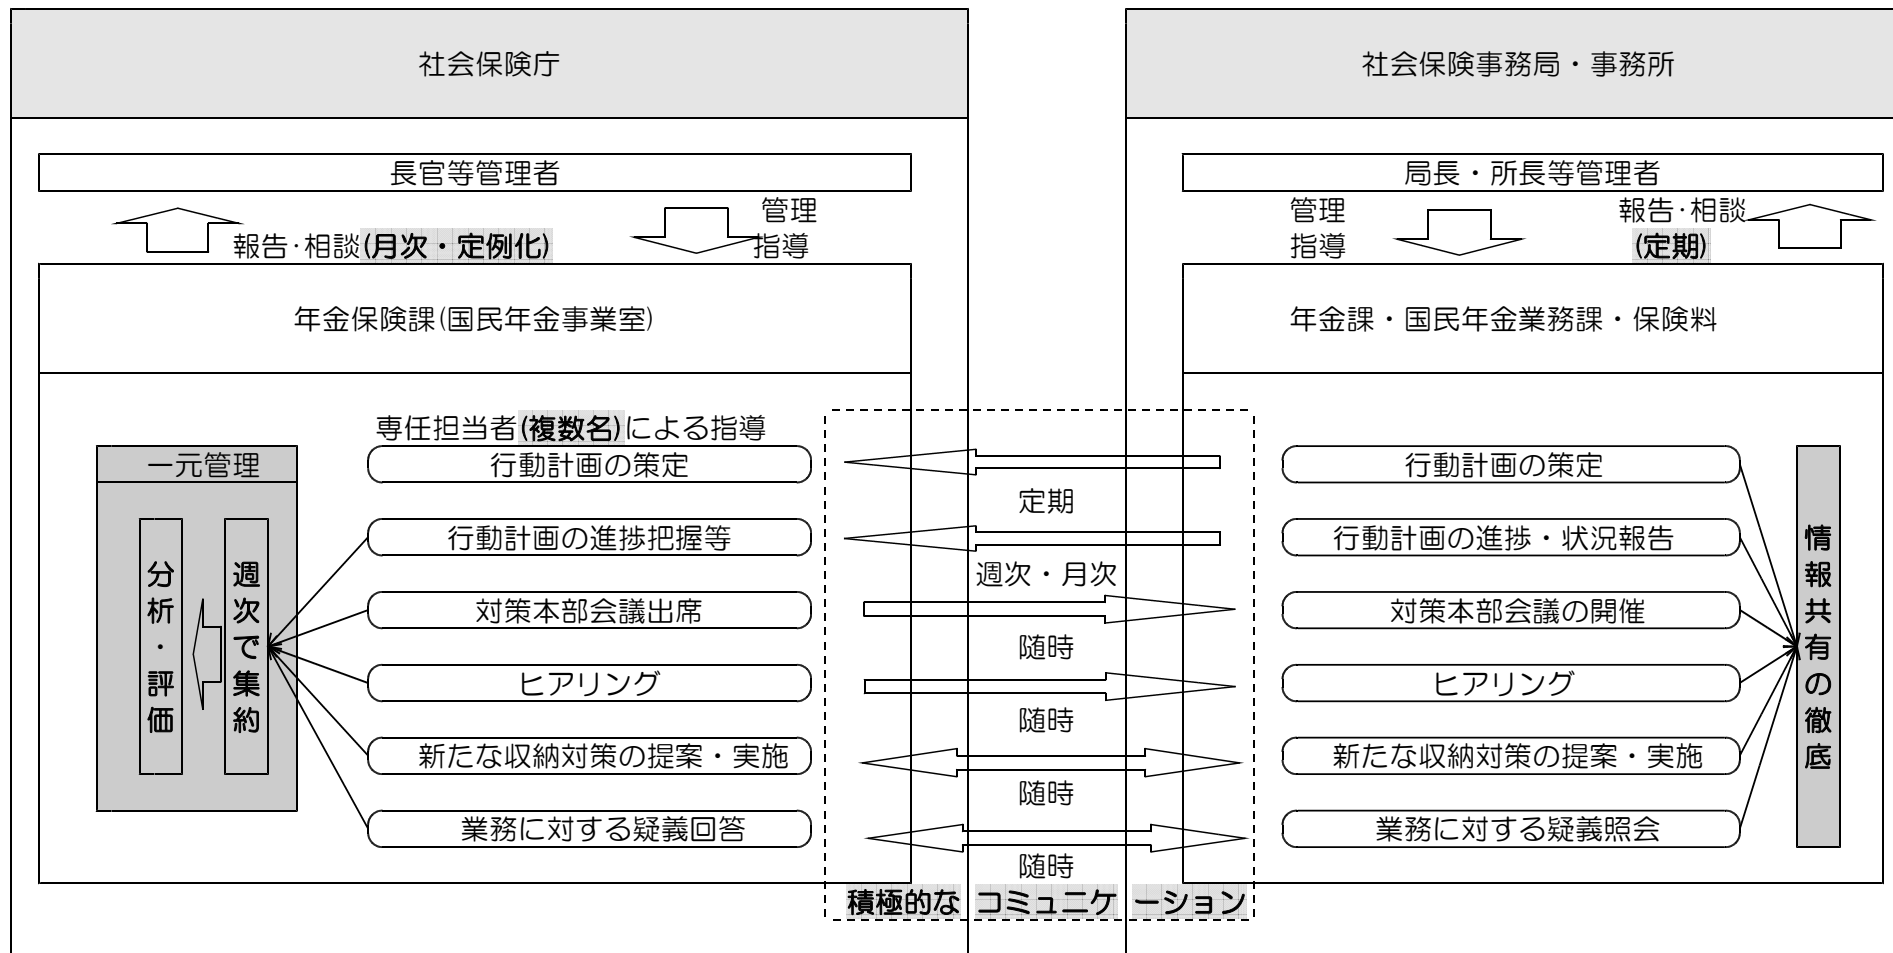 社会保険庁
長官等管理者
報告・相談(月次・定例化)
管理
指導
年金保険課(国民年金事業室)
専任担当者(複数名)による指導
一元管理
分析・評価
週次で集約
行動計画の策定
行動計画の進捗把握等
対策本部会議出席
ヒアリング
新たな収納対策の提案・実施
業務に対する疑義回答
定期
週次・月次
随時
随時
随時
随時
積極的なコミュニケーション
社会保険事務局・事務所
局長・所長等管理者
管理
指導
報告・相談
(定期)
年金課・国民年金業務課・保険料
行動計画の策定
行動計画の進捗・状況報告
対策本部会議の開催
ヒアリング
新たな収納対策の提案・実施
業務に対する疑義照会
情報共有の徹底